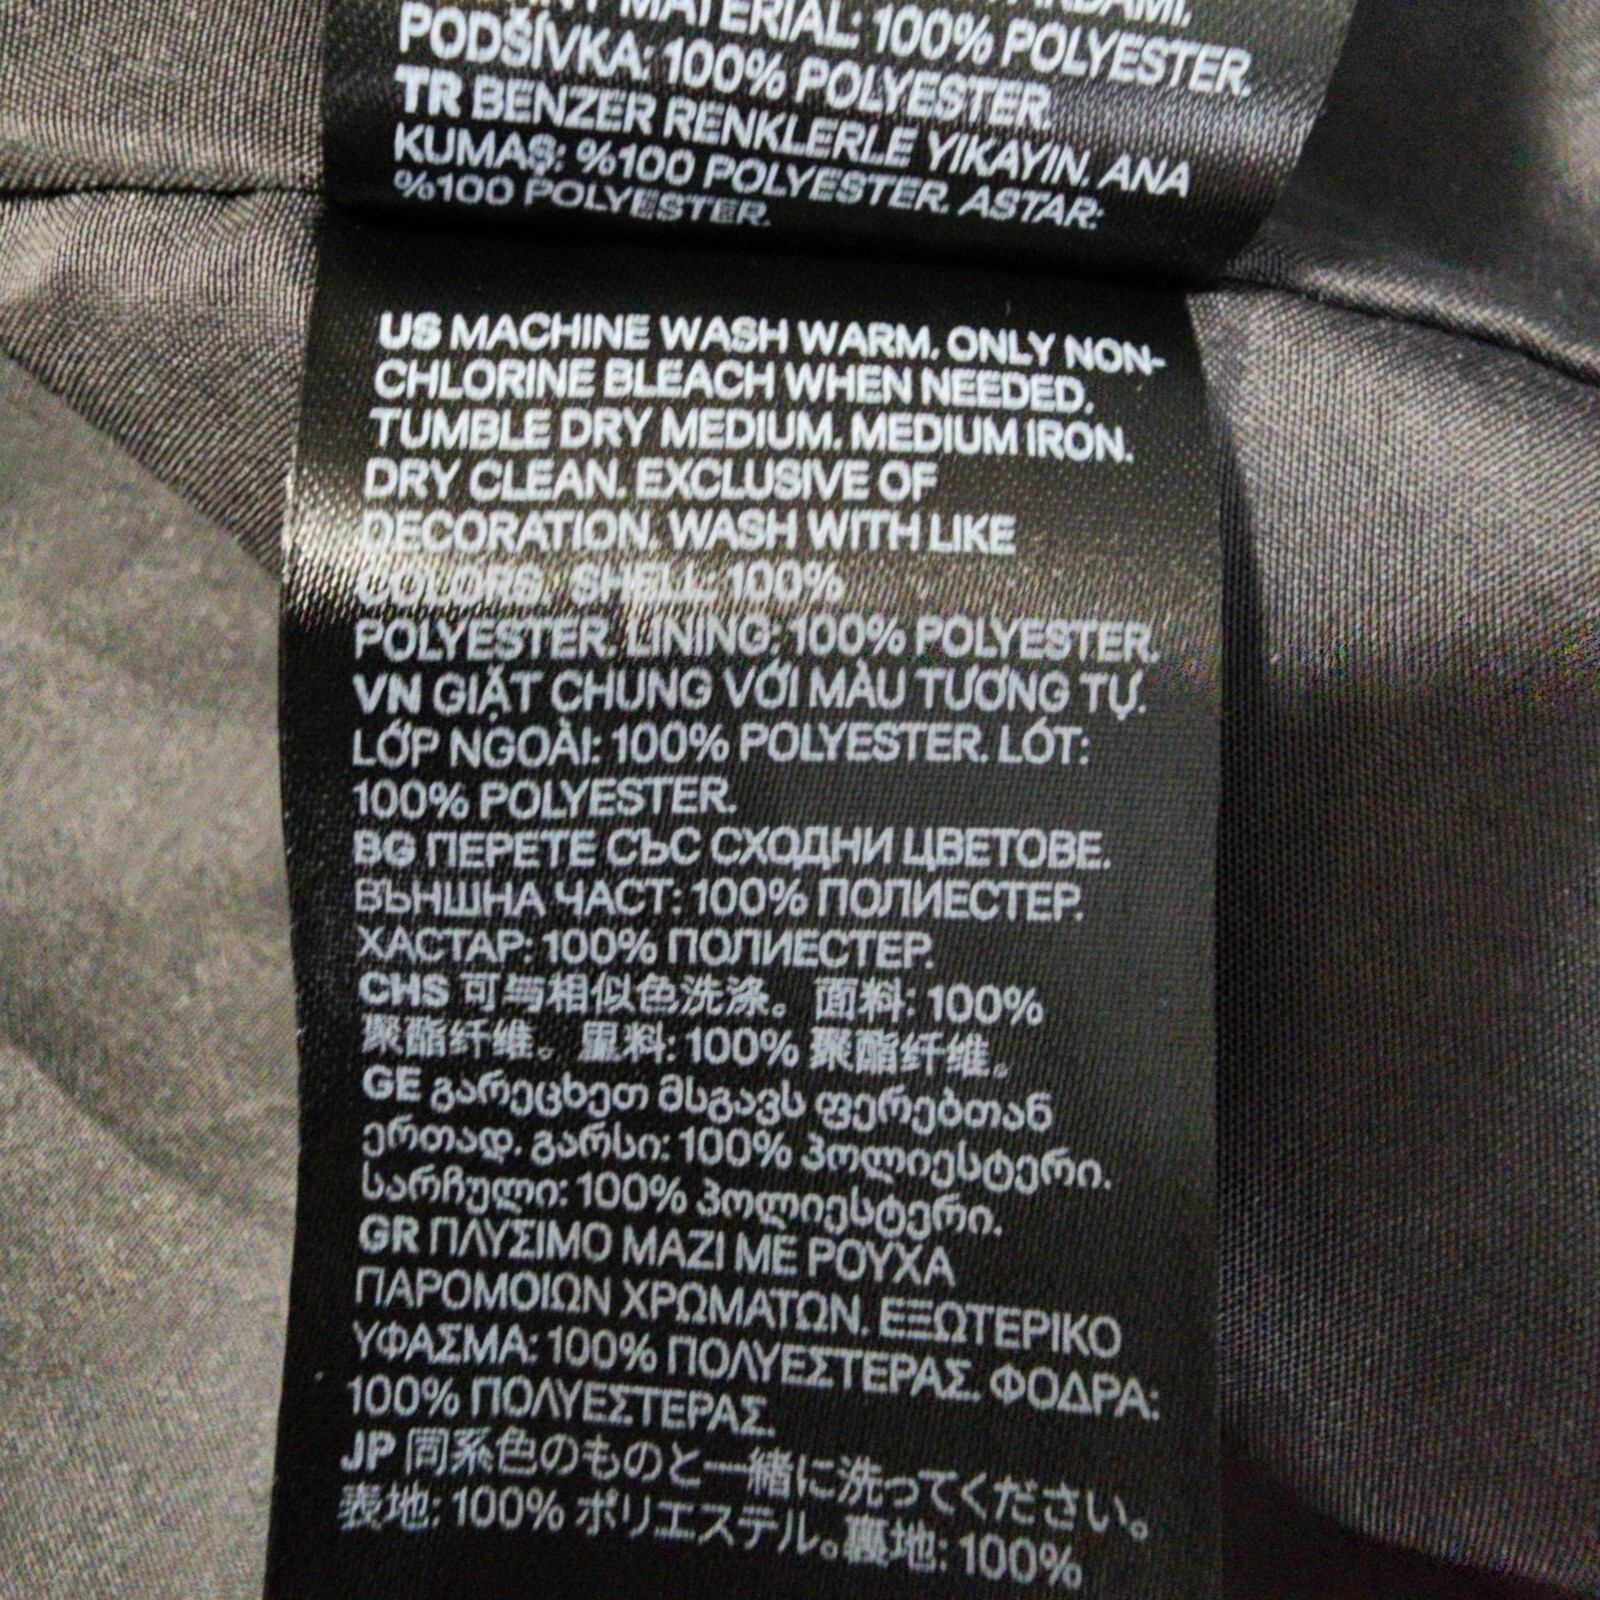 MATERIAL: 100% POLYESTER.
PODŠÍVKA: 100% POLYESTER.
TR BENZER RENKLERLE YIKAYIN. ANA
KUMAŞ: %100 POLYESTER. ASTAR:
%100 POLYESTER.
US MACHINE WASH WARM. ONLY NON-
CHLORINE BLEACH WHEN NEEDED.
TUMBLE DRY MEDIUM. MEDIUM IRON.
DRY CLEAN. EXCLUSIVE OF
DECORATION. WASH WITH LIKE
COLORS. SHELL: 100%
POLYESTER. LINING: 100% POLYESTER.
VN GIẶT CHUNG VỚI MÀU TƯƠNG TỰ.
LỚP NGOÀI: 100% POLYESTER. LÓT:
100% POLYESTER.
BG ПЕРЕТЕ СЪС СХОДНИ ЦВЕТОВЕ.
ВЪНШНА ЧАСТ: 100% ПОЛИЕСТЕР.
ХАСТАР: 100% ПОЛИЕСТЕР.
CHS 可与相似色洗涤。 面料: 100%
聚酯纤维。 里料: 100% 聚酯纤维。
GE გარეცხეთ მსგავს ფერებთან
ერთად. გარსი: 100% პოლიესტერი.
სარჩული: 100% პოლიესტერი.
GR ΠΛΥΣΙΜΟ ΜΑΖΙ ΜΕ ΡΟΥΧΑ
ΠΑΡΟΜΟΙΩΝ ΧΡΩΜΑΤΩΝ. ΕΞΩΤΕΡΙΚΟ
ΥΦΑΣΜΑ: 100% ΠΟΛΥΕΣΤΕΡΑΣ. ΦΟΔΡΑ:
100% ΠΟΛΥΕΣΤΕΡΑΣ.
JP 同系色のものと一緒に洗ってください。
表地: 100% ポリエステル。裏地: 100%